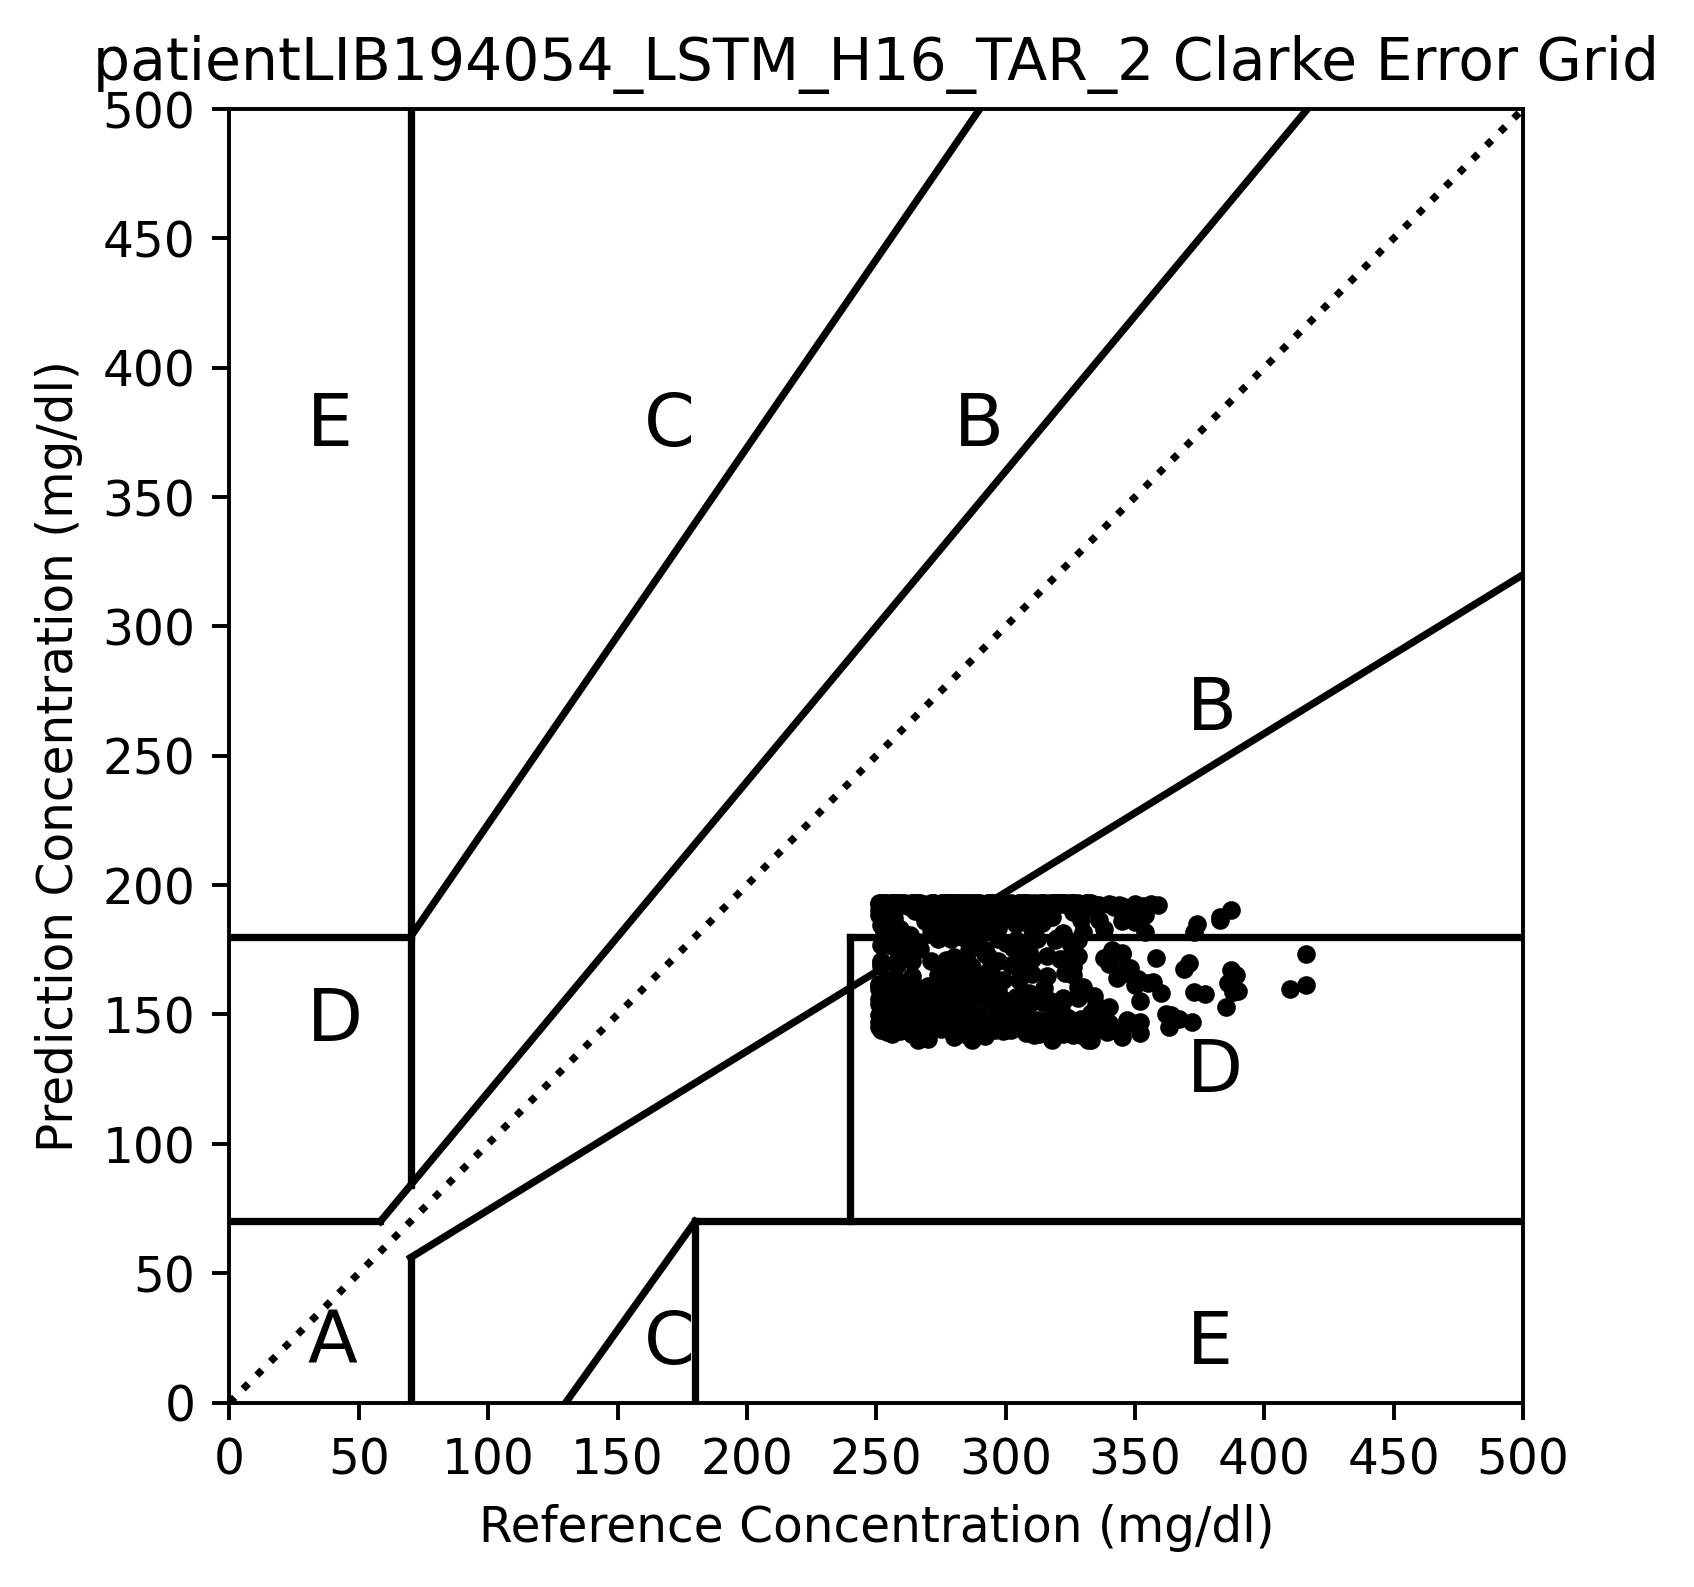 patientLIB194054_LSTM_H16_TAR_2 Clarke Error Grid
500
450
400
350
300
250
200
150
100
50
0
Prediction Concentration (mg/dl)
E
C
B
B
D
D
A
C
E
0 50 100 150 200 250 300 350 400 450 500
Reference Concentration (mg/dl)